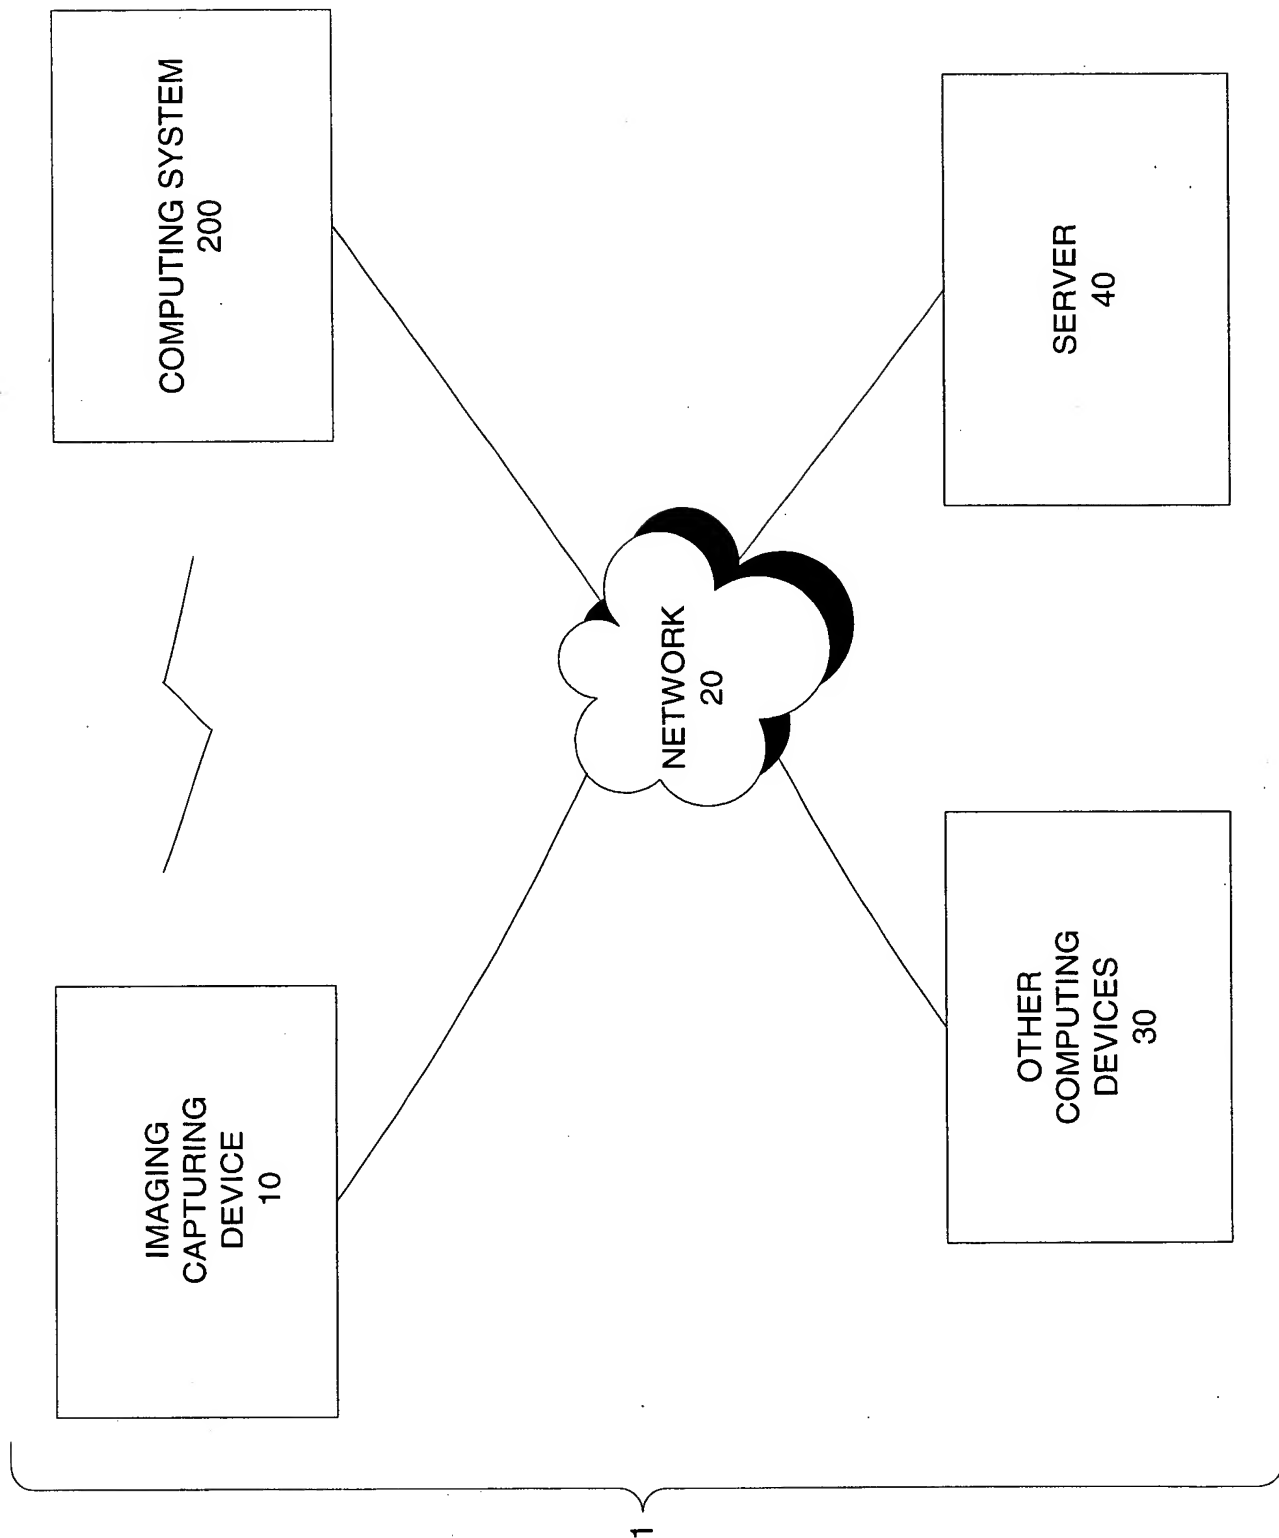 1
IMAGING
CAPTURING
DEVICE
10
COMPUTING SYSTEM
200
NETWORK
20
OTHER
COMPUTING
DEVICES
30
SERVER
40